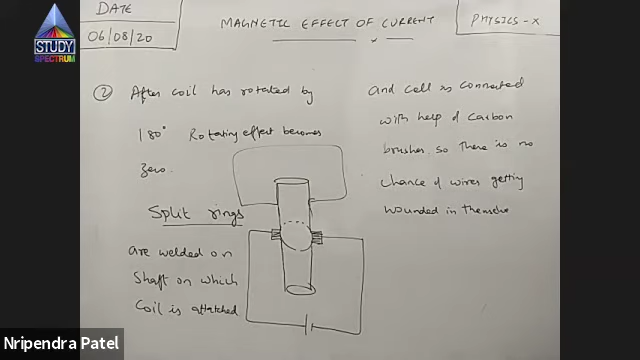 DATE
06/08/20
MAGNETIC EFFECT OF CURRENT
PHYSICS-X
STUDY
SPECTRUM
② After coil has rotated by
180° Rotating effect becomes
zero.
Split rings
are welded on
Shaft on which
Coil is attatched
and cell is connected
with help of carbon
brushes. so there is no
chance of wires getting
wounded in themselve
Nripendra Patel